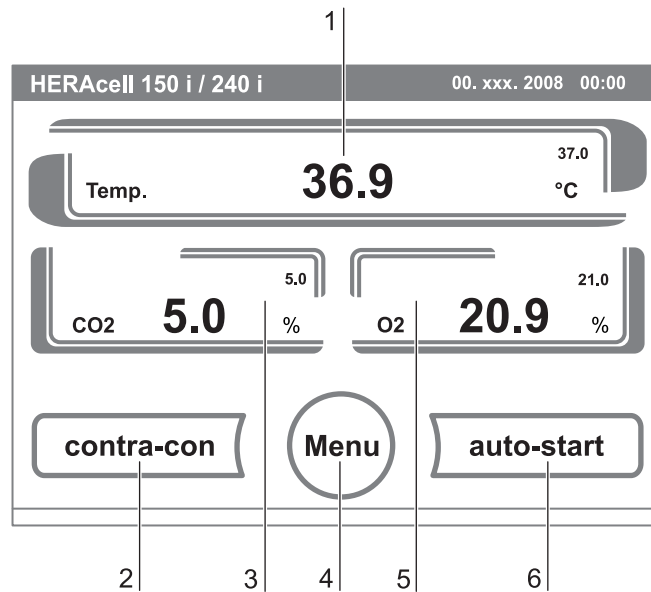 1
HERAcell 150 i / 240 i 00. xxx. 2008 00:00
37.0
Temp. 36.9 °C
5.0 21.0
CO2 5.0 % O2 20.9 %
contra-con Menu auto-start
2 3 4 5 6